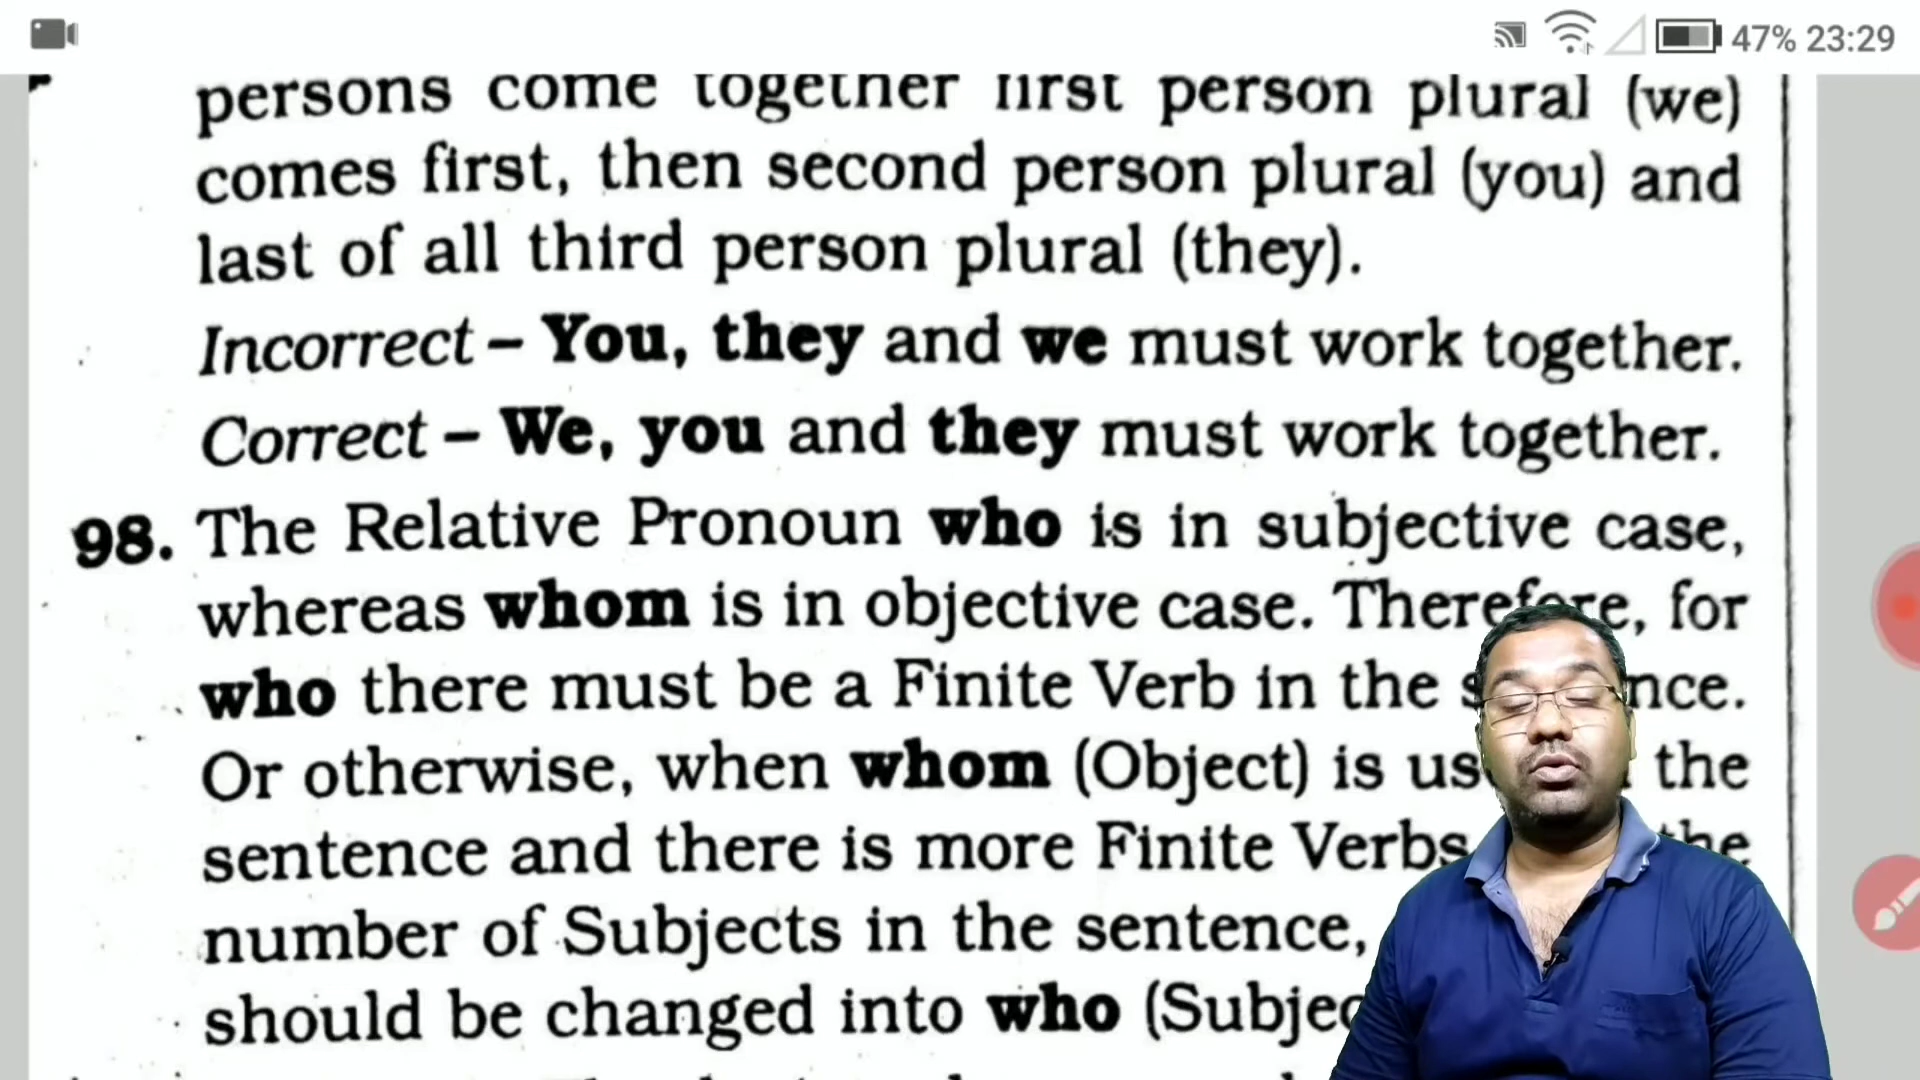 47% 23:29
persons come together first person plural (we)
comes first, then second person plural (you) and
last of all third person plural (they).
Incorrect – You, they and we must work together.
Correct – We, you and they must work together.
98. The Relative Pronoun who is in subjective case,
whereas whom is in objective case. Therefore, for
who there must be a Finite Verb in the
Or otherwise, when whom (Object) is the
sentence and there is more Finite Verbs
number of Subjects in the sentence,
should be changed into who